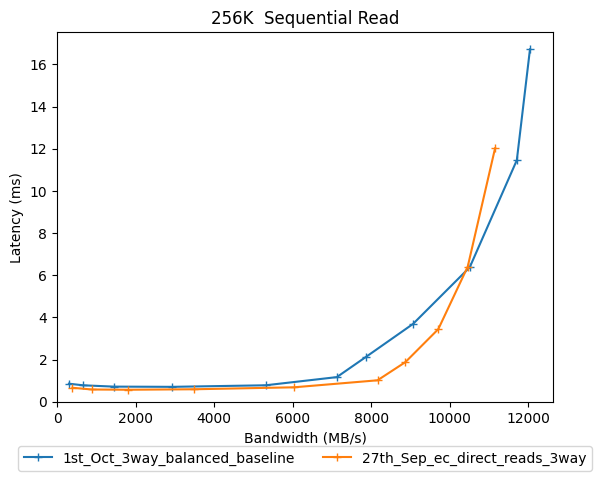 256K  Sequential Read
Latency (ms)
16
14
12
10
8
6
4
2
0
0 2000 4000 6000 8000 10000 12000
Bandwidth (MB/s)
1st_Oct_3way_balanced_baseline 27th_Sep_ec_direct_reads_3way